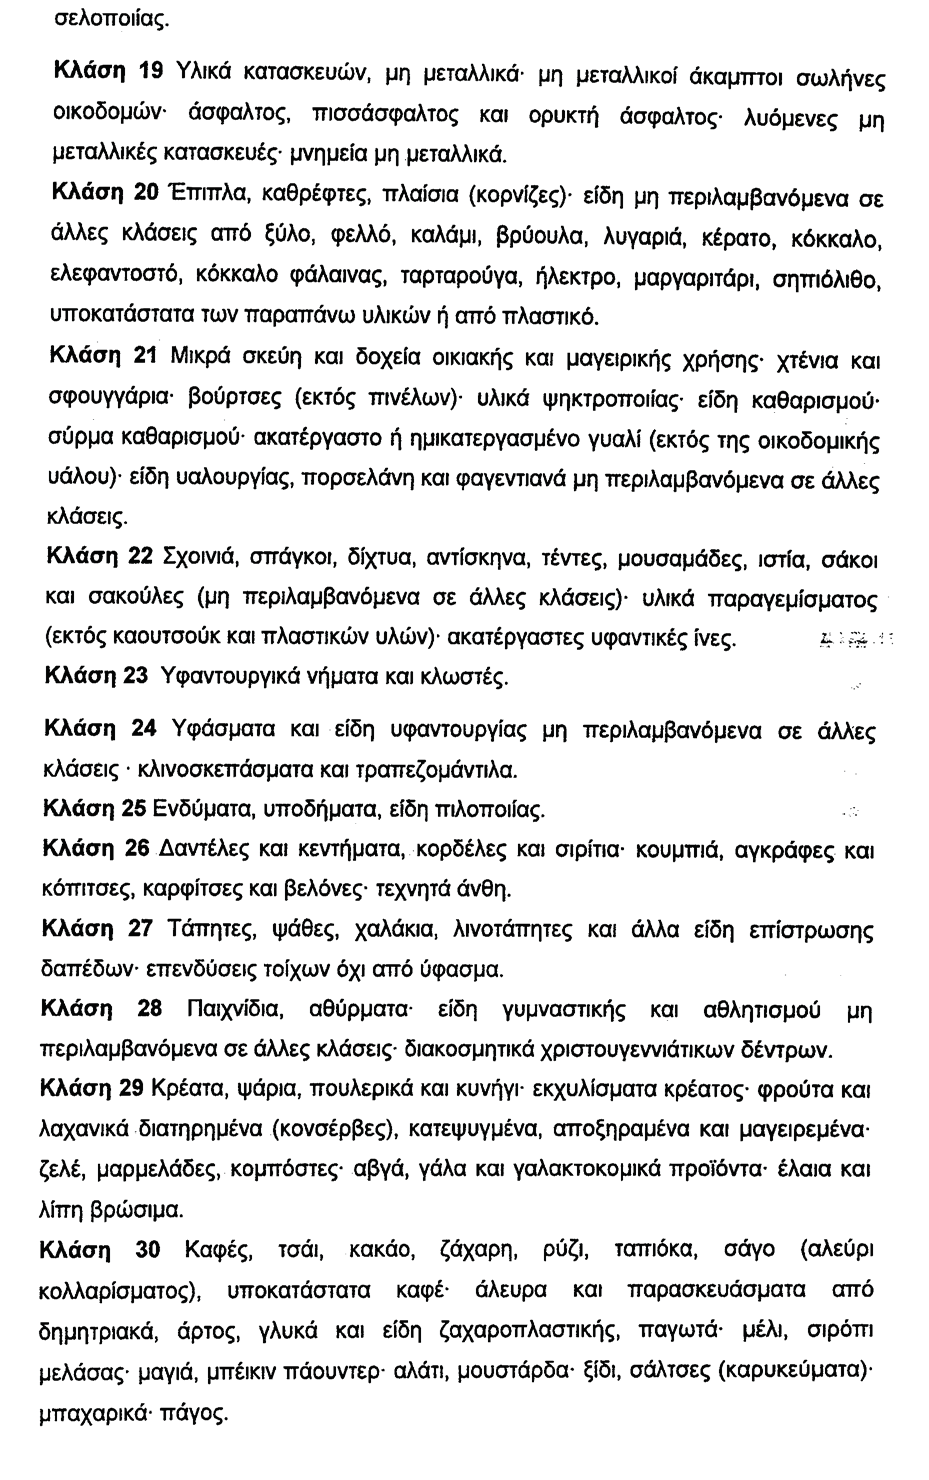 σελοποιίας.
Κλάση 19 Υλικά κατασκευών, μη μεταλλικά· μη μεταλλικοί άκαμπτοι σωλήνες
οικοδομών· άσφαλτος, πισσάσφαλτος και ορυκτή άσφαλτος· λυόμενες μη
μεταλλικές κατασκευές· μνημεία μη μεταλλικά.
Κλάση 20 Έπιπλα, καθρέφτες, πλαίσια (κορνίζες)· είδη μη περιλαμβανόμενα σε
άλλες κλάσεις από ξύλο, φελλό, καλάμι, βρύουλα, λυγαριά, κέρατο, κόκκαλο,
ελεφαντοστό, κόκκαλο φάλαινας, ταρταρούγα, ήλεκτρο, μαργαριτάρι, σηπιόλιθο,
υποκατάστατα των παραπάνω υλικών ή από πλαστικό.
Κλάση 21 Μικρά σκεύη και δοχεία οικιακής και μαγειρικής χρήσης· χτένια και
σφουγγάρια· βούρτσες (εκτός πινέλων)· υλικά ψηκτροποιίας· είδη καθαρισμού·
σύρμα καθαρισμού· ακατέργαστο ή ημικατεργασμένο γυαλί (εκτός της οικοδομικής
υάλου)· είδη υαλουργίας, πορσελάνη και φαγεντιανά μη περιλαμβανόμενα σε άλλες
κλάσεις.
Κλάση 22 Σχοινιά, σπάγκοι, δίχτυα, αντίσκηνα, τέντες, μουσαμάδες, ιστία, σάκοι
και σακούλες (μη περιλαμβανόμενα σε άλλες κλάσεις)· υλικά παραγεμίσματος
(εκτός καουτσούκ και πλαστικών υλών)· ακατέργαστες υφαντικές ίνες.
Κλάση 23 Υφαντουργικά νήματα και κλωστές.
Κλάση 24 Υφάσματα και είδη υφαντουργίας μη περιλαμβανόμενα σε άλλες
κλάσεις · κλινοσκεπάσματα και τραπεζομάντιλα.
Κλάση 25 Ενδύματα, υποδήματα, είδη πιλοποιίας.
Κλάση 26 Δαντέλες και κεντήματα, κορδέλες και σιρίτια· κουμπιά, αγκράφες και
κόπιτσες, καρφίτσες και βελόνες· τεχνητά άνθη.
Κλάση 27 Τάπητες, ψάθες, χαλάκια, λινοτάπητες και άλλα είδη επίστρωσης
δαπέδων· επενδύσεις τοίχων όχι από ύφασμα.
Κλάση 28 Παιχνίδια, αθύρματα· είδη γυμναστικής και αθλητισμού μη
περιλαμβανόμενα σε άλλες κλάσεις· διακοσμητικά χριστουγεννιάτικων δέντρων.
Κλάση 29 Κρέατα, ψάρια, πουλερικά και κυνήγι· εκχυλίσματα κρέατος· φρούτα και
λαχανικά διατηρημένα (κονσέρβες), κατεψυγμένα, αποξηραμένα και μαγειρεμένα·
ζελέ, μαρμελάδες, κομπόστες· αβγά, γάλα και γαλακτοκομικά προϊόντα· έλαια και
λίπη βρώσιμα.
Κλάση 30 Καφές, τσάι, κακάο, ζάχαρη, ρύζι, ταπιόκα, σάγο (αλεύρι
κολλαρίσματος), υποκατάστατα καφέ· άλευρα και παρασκευάσματα από
δημητριακά, άρτος, γλυκά και είδη ζαχαροπλαστικής, παγωτά· μέλι, σιρόπι
μελάσας· μαγιά, μπέικιν πάουντερ· αλάτι, μουστάρδα· ξίδι, σάλτσες (καρυκεύματα)·
μπαχαρικά· πάγος.